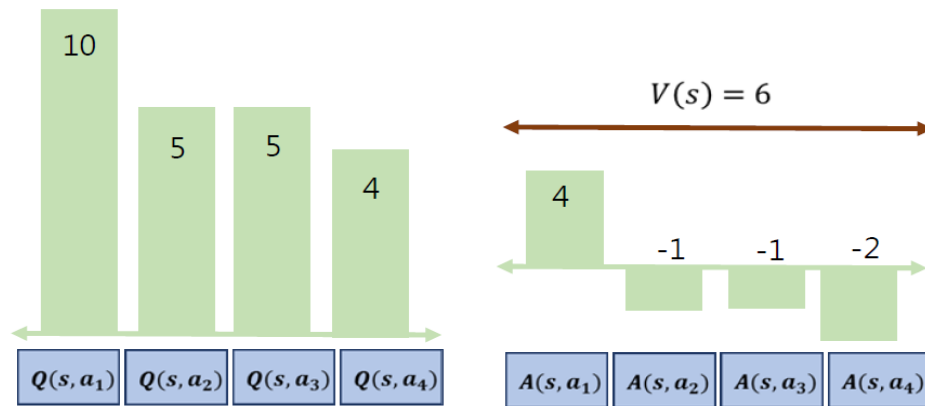 10
5
5
4
Q(s, a₁)
Q(s, a₂)
Q(s, a₃)
Q(s, a₄)
V(s) = 6
4
-1
-1
-2
A(s, a₁)
A(s, a₂)
A(s, a₃)
A(s, a₄)